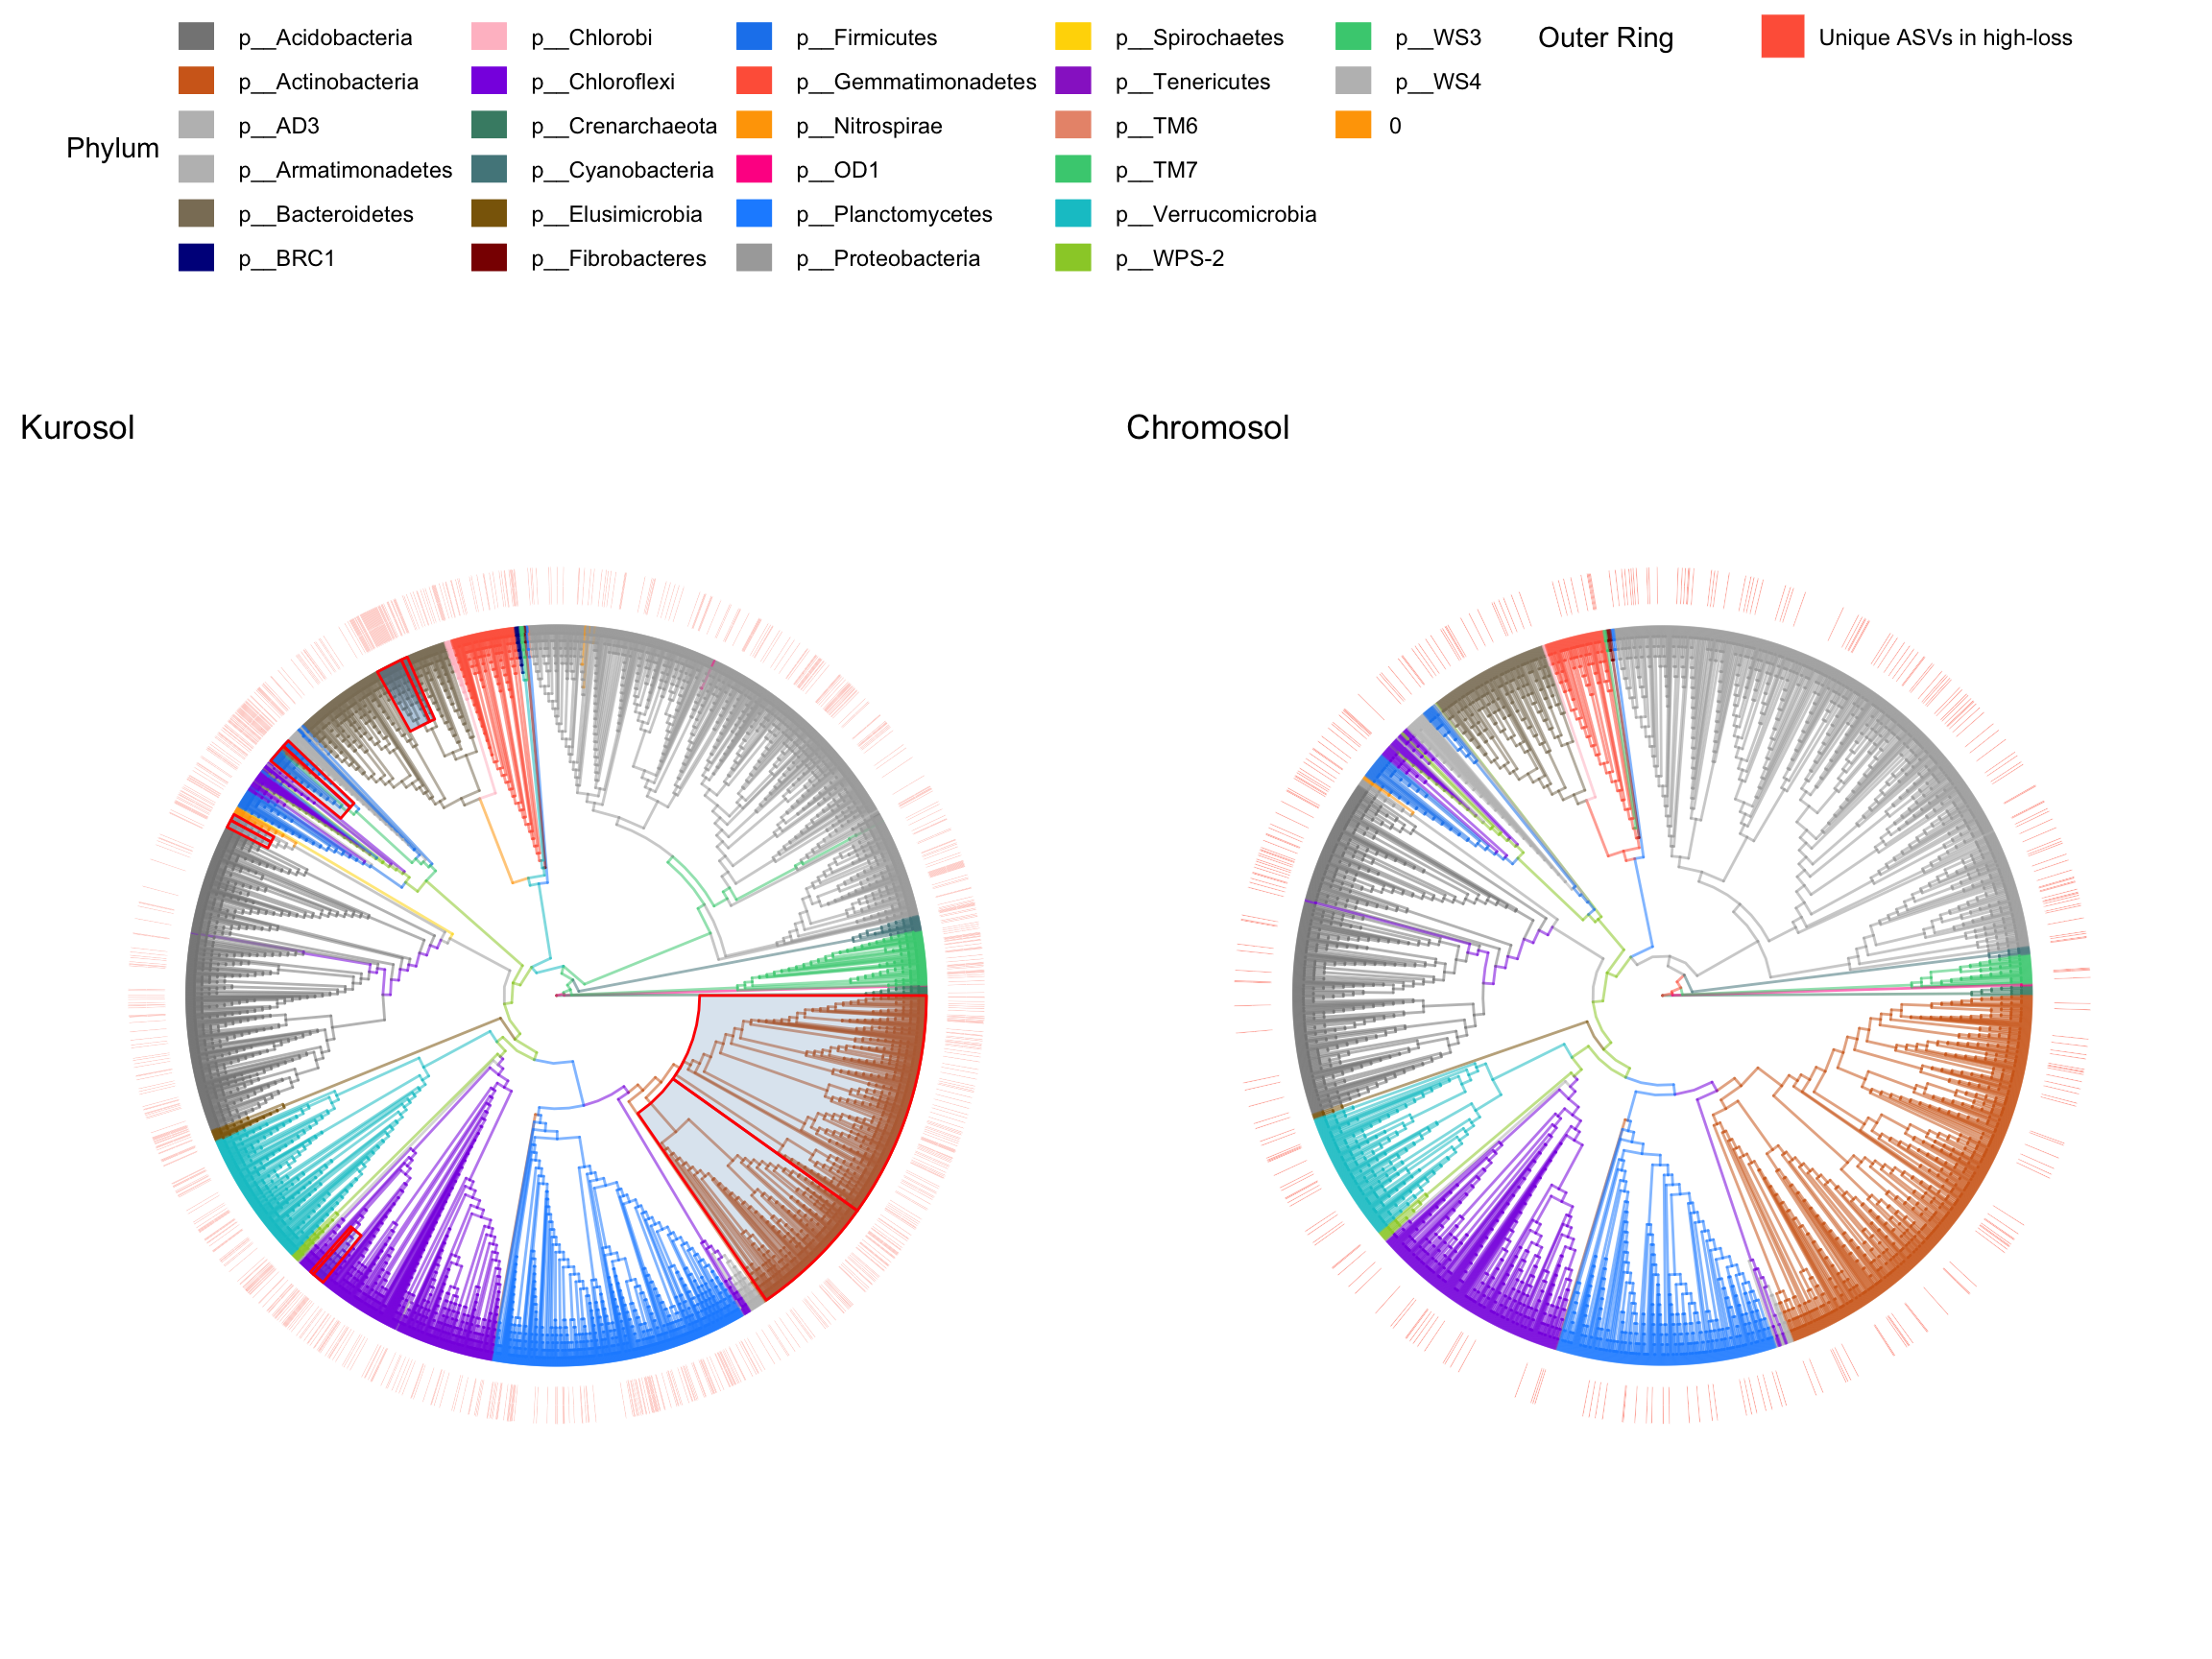 Phylum
p__Acidobacteria
p__Actinobacteria
p__AD3
p__Armatimonadetes
p__Bacteroidetes
p__BRC1
p__Chlorobi
p__Chloroflexi
p__Crenarchaeota
p__Cyanobacteria
p__Elusimicrobia
p__Fibrobacteres
p__Firmicutes
p__Gemmatimonadetes
p__Nitrospirae
p__OD1
p__Planctomycetes
p__Proteobacteria
p__Spirochaetes
p__Tenericutes
p__TM6
p__TM7
p__Verrucomicrobia
p__WPS-2
p__WS3
p__WS4
0
Outer Ring
Unique ASVs in high-loss
Kurosol
Chromosol